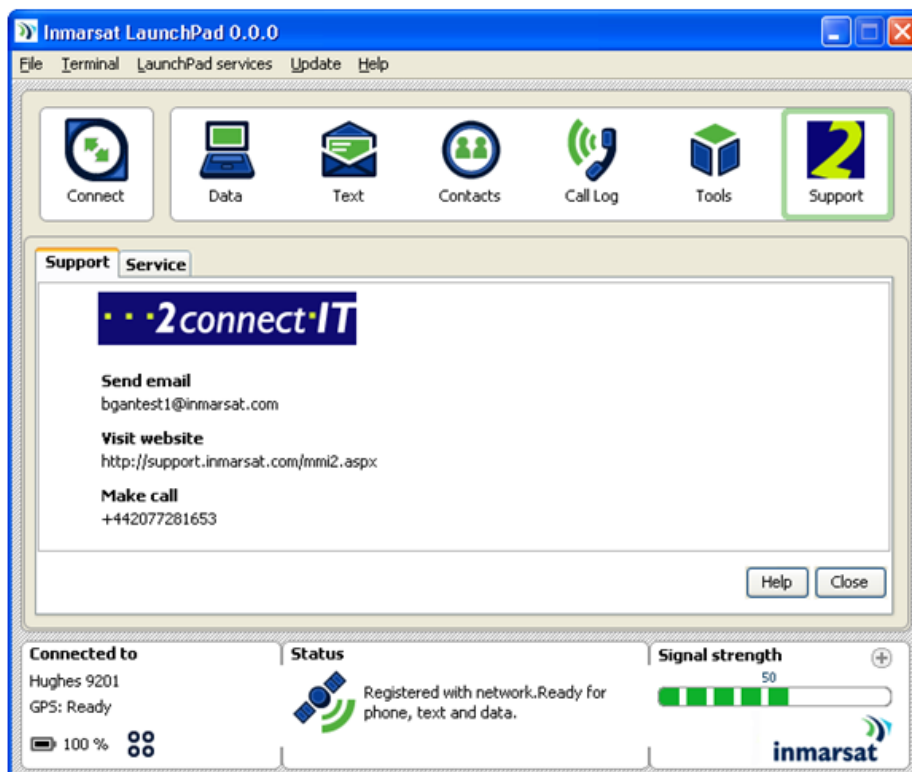 Inmarsat LaunchPad 0.0.0
File Terminal LaunchPad services Update Help
Connect Data Text Contacts Call Log Tools 2 Support
Support Service
2connect·IT
Send email
bgantest1@inmarsat.com
Visit website
http://support.inmarsat.com/mmi2.aspx
Make call
+442077281653
Help Close
Connected to
Hughes 9201
GPS: Ready
100 %
Status
Registered with network.Ready for
phone, text and data.
Signal strength
50
inmarsat